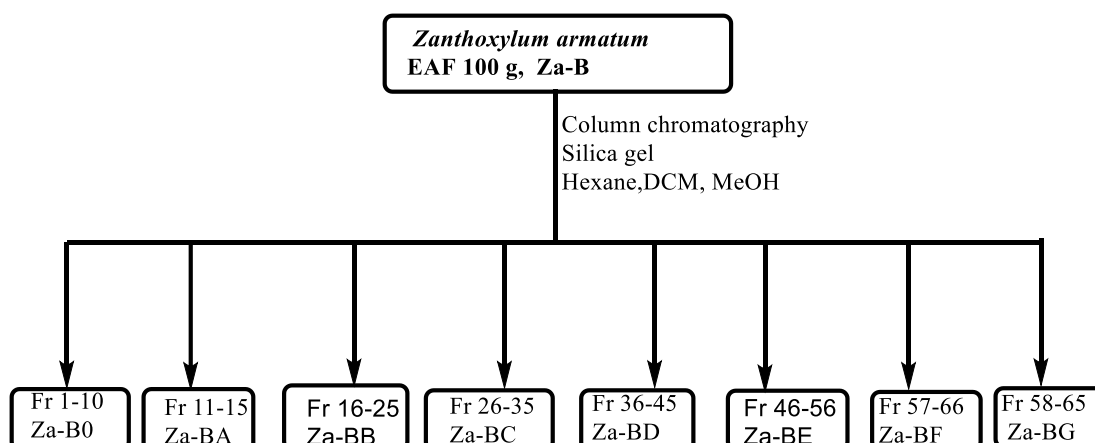 Zanthoxylum armatum
EAF 100 g, Za-B
Column chromatography
Silica gel
Hexane,DCM, MeOH
Fr 1-10
Za-B0
Fr 11-15
Za-BA
Fr 16-25
Za-BB
Fr 26-35
Za-BC
Fr 36-45
Za-BD
Fr 46-56
Za-BE
Fr 57-66
Za-BF
Fr 58-65
Za-BG